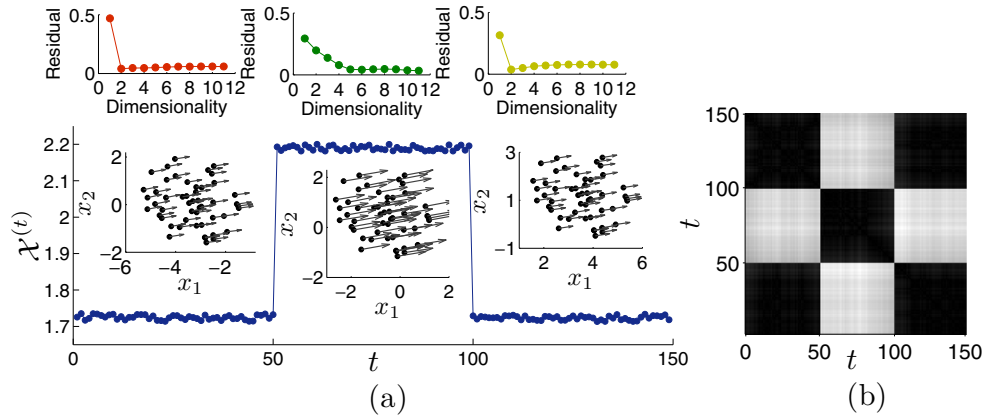 0.5
0
Residual
0 2 4 6 8 10 12
Dimensionality
0.5
0
Residual
0 2 4 6 8 10 12
Dimensionality
0.5
0
Residual
0 2 4 6 8 10 12
Dimensionality
2.2
2.1
2
1.9
1.8
1.7
𝒳^(t)
0 50 100 150
t
2
0
−2
x_2
−6 −4 −2
x_1
2
0
−2
x_2
−2 0 2
x_1
3
1
−1
x_2
2 4 6
x_1
(a)
150
100
50
t
0 50 100 150
t
(b)